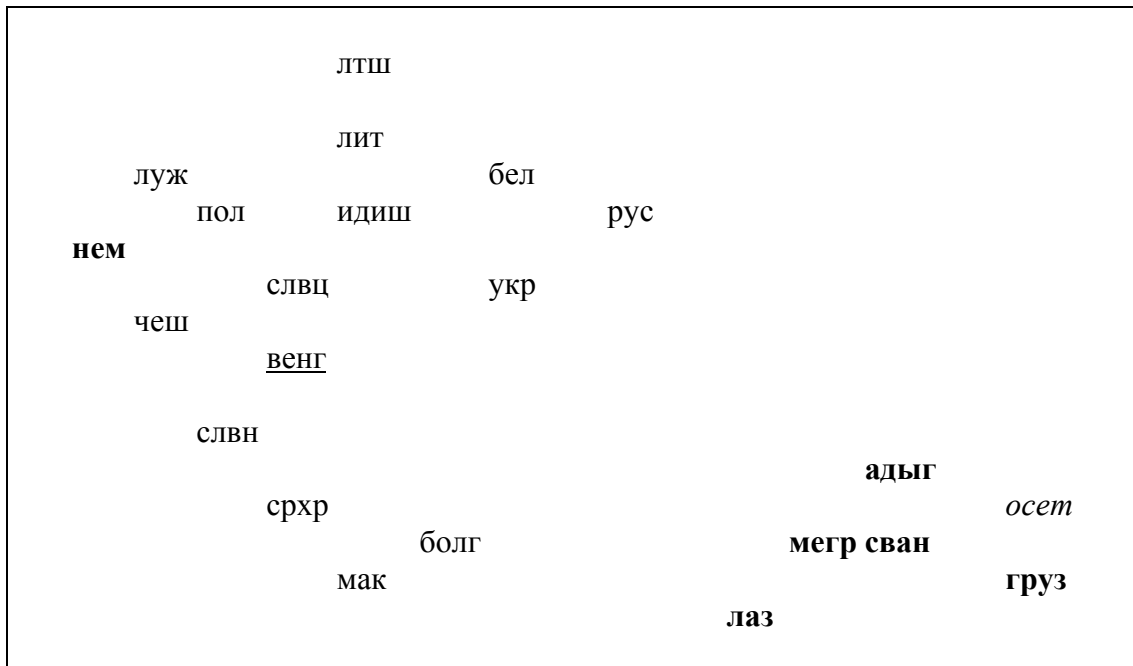 лтш
лит
луж бел
пол идиш рус
нем
слвц укр
чеш
венг
слвн
адыг
срхр осет
болг мегр сван
мак груз
лаз